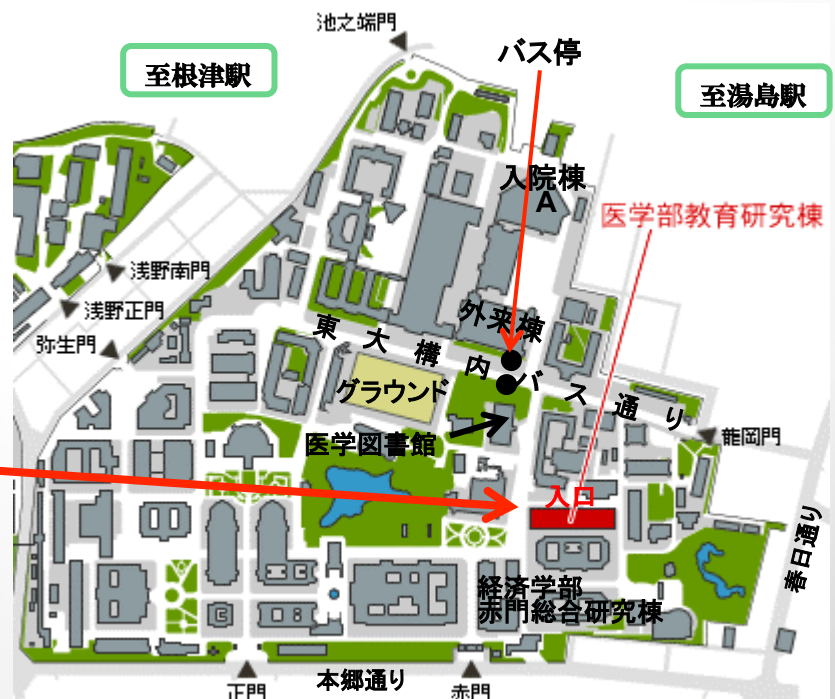 池之端門
バス停
至根津駅
至湯島駅
入院棟
A
医学部教育研究棟
浅野南門
浅野正門
外来棟
弥生門
東大構内バス通り
グラウンド
医学図書館
龍岡門
入口
春日通り
経済学部
赤門総合研究棟
本郷通り
正門
赤門